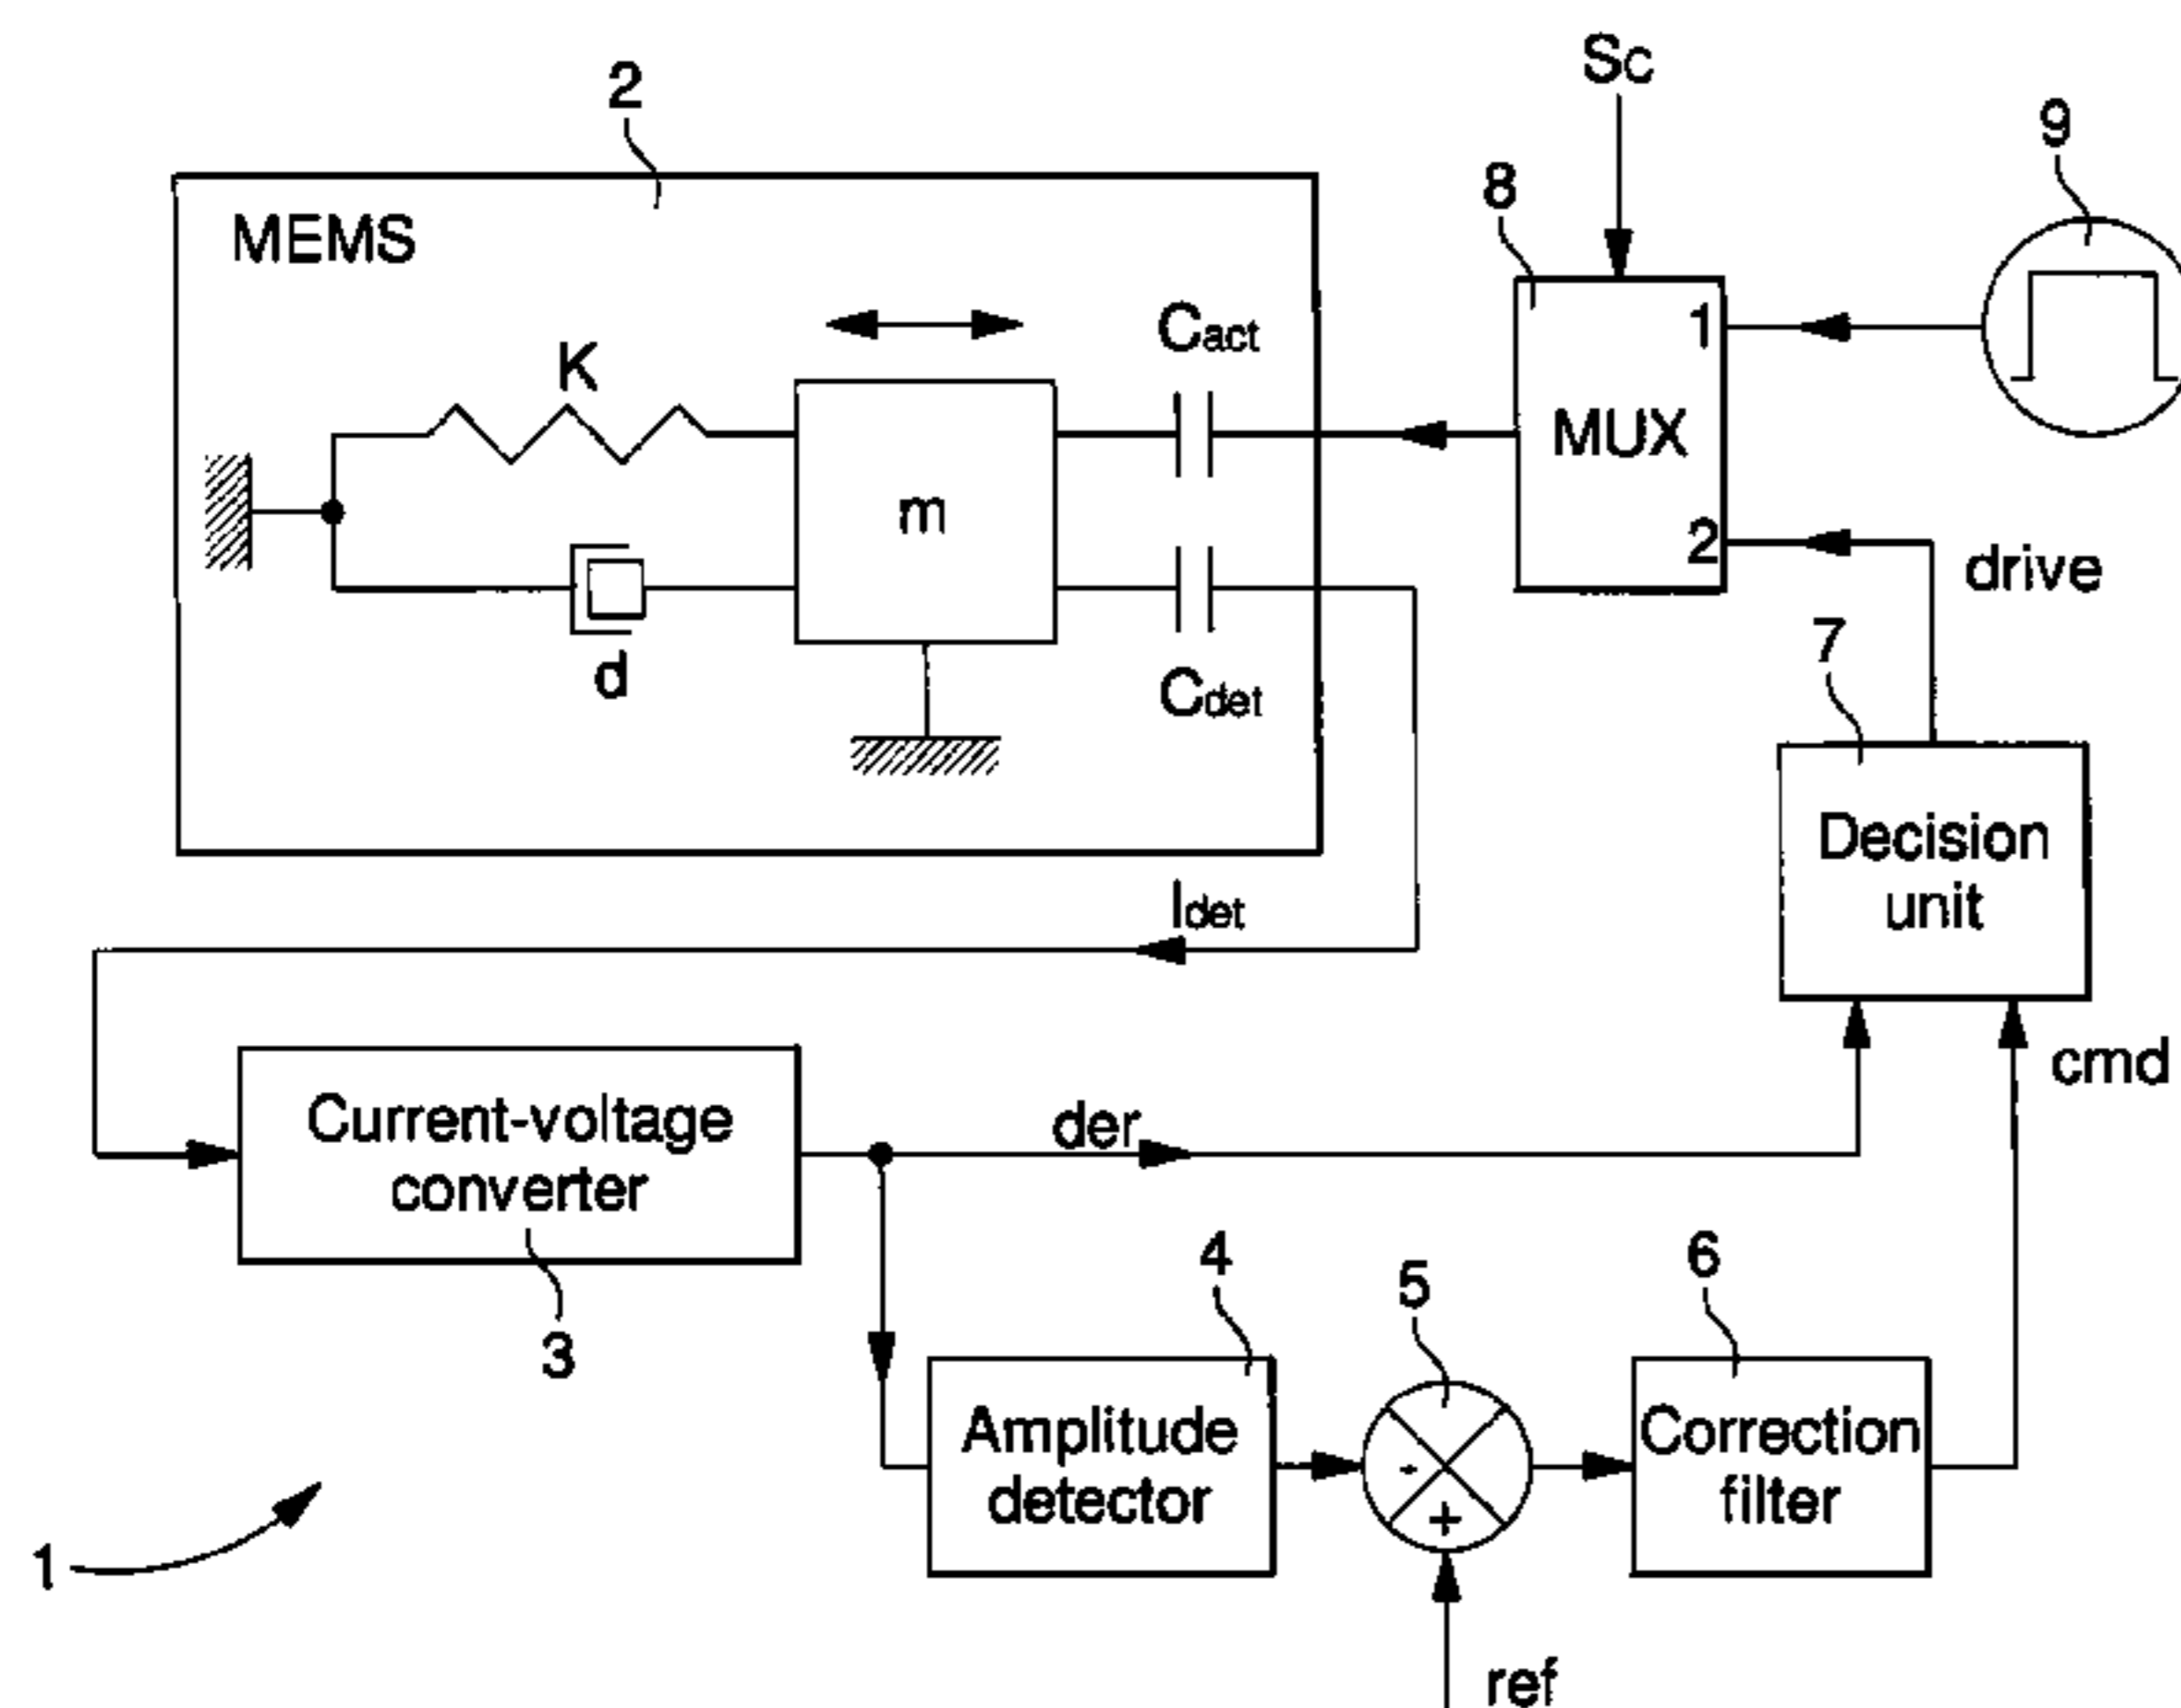 Sc
2
9
8
MEMS
1
Cact
K
MUX
m
2
drive
7
d
Cdet
Decision
unit
Idet
cmd
Current-voltage
converter
der
4
5
6
3
Amplitude
detector
-
+
Correction
filter
1
ref